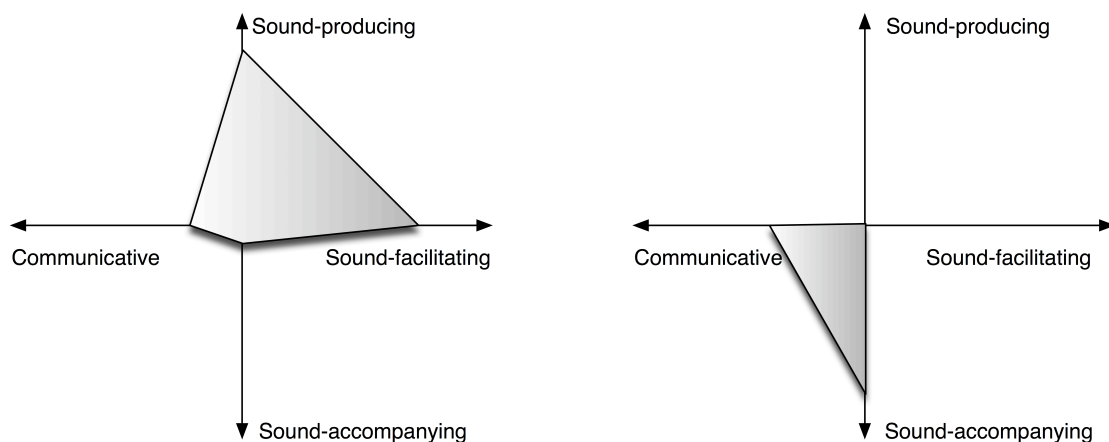 Sound-producing
Communicative
Sound-facilitating
Sound-accompanying
Sound-producing
Communicative
Sound-facilitating
Sound-accompanying